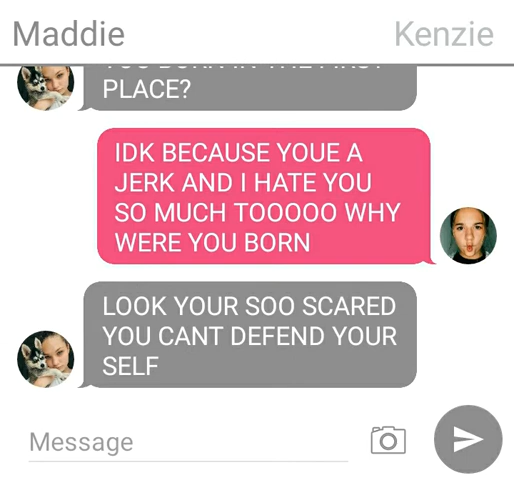 Maddie Kenzie
PLACE?
IDK BECAUSE YOUE A
JERK AND I HATE YOU
SO MUCH TOOOOO WHY
WERE YOU BORN
LOOK YOUR SOO SCARED
YOU CANT DEFEND YOUR
SELF
Message